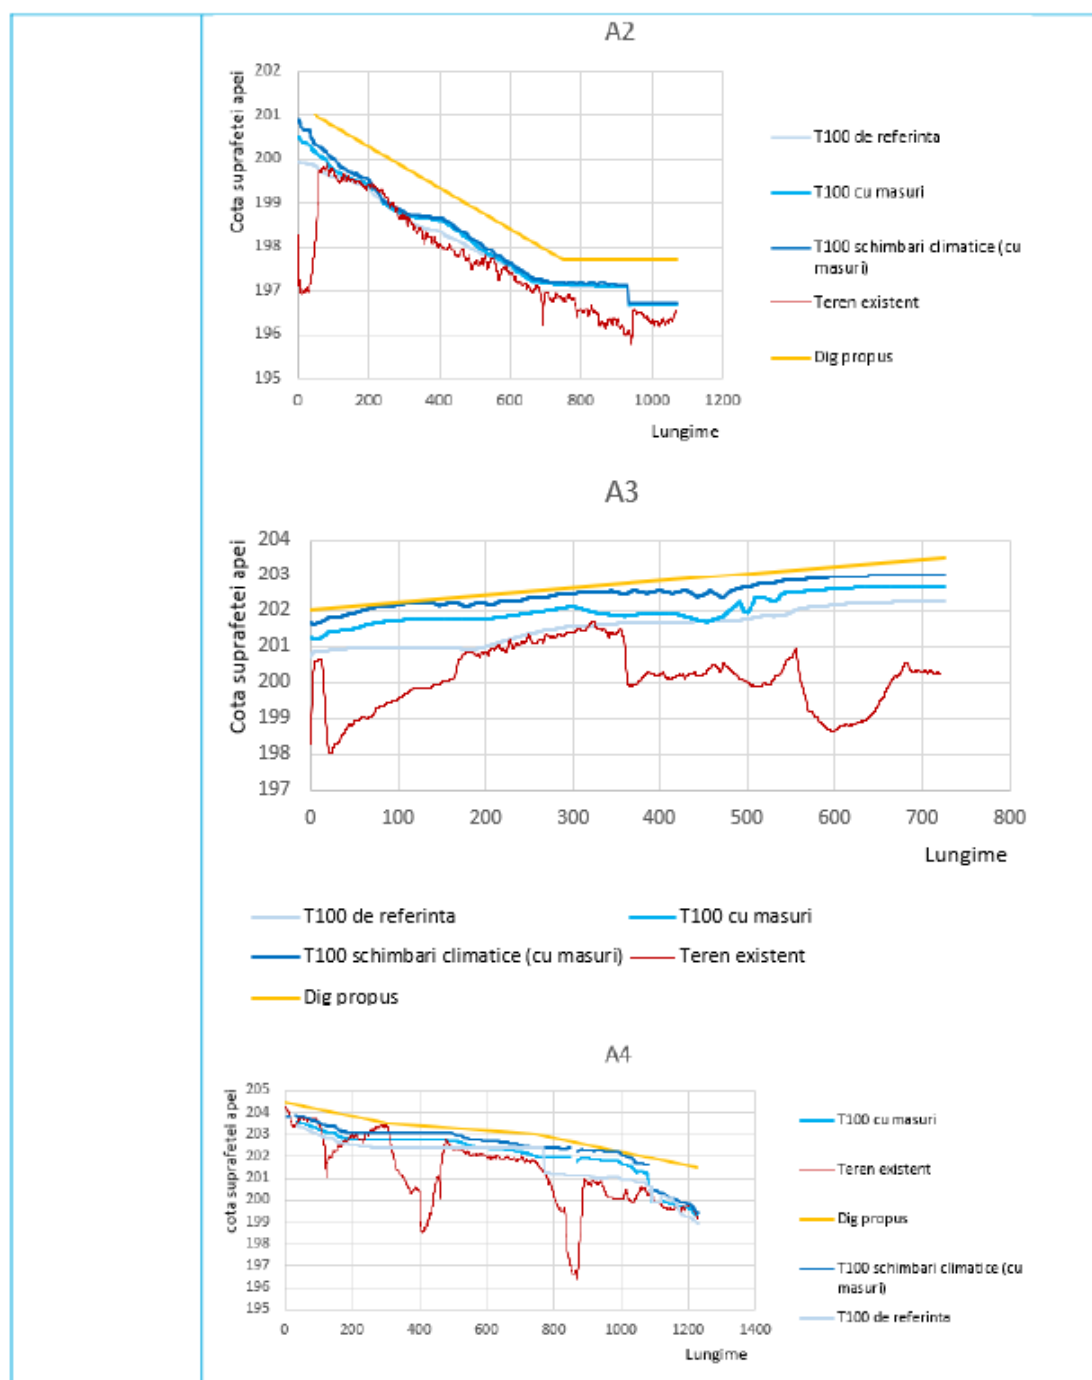 A2
Cota suprafetei apei
202
201
200
199
198
197
196
195
0 200 400 600 800 1000 1200
Lungime
T100 de referinta
T100 cu masuri
T100 schimbari climatice (cu
masuri)
Teren existent
Dig propus
A3
Cota suprafetei apei
204
203
202
201
200
199
198
197
0 100 200 300 400 500 600 700 800
Lungime
T100 de referinta T100 cu masuri
T100 schimbari climatice (cu masuri) Teren existent
Dig propus
A4
cota suprafetei apei
205
204
203
202
201
200
199
198
197
196
195
0 200 400 600 800 1000 1200 1400
Lungime
T100 cu masuri
Teren existent
Dig propus
T100 schimbari climatice (cu
masuri)
T100 de referinta